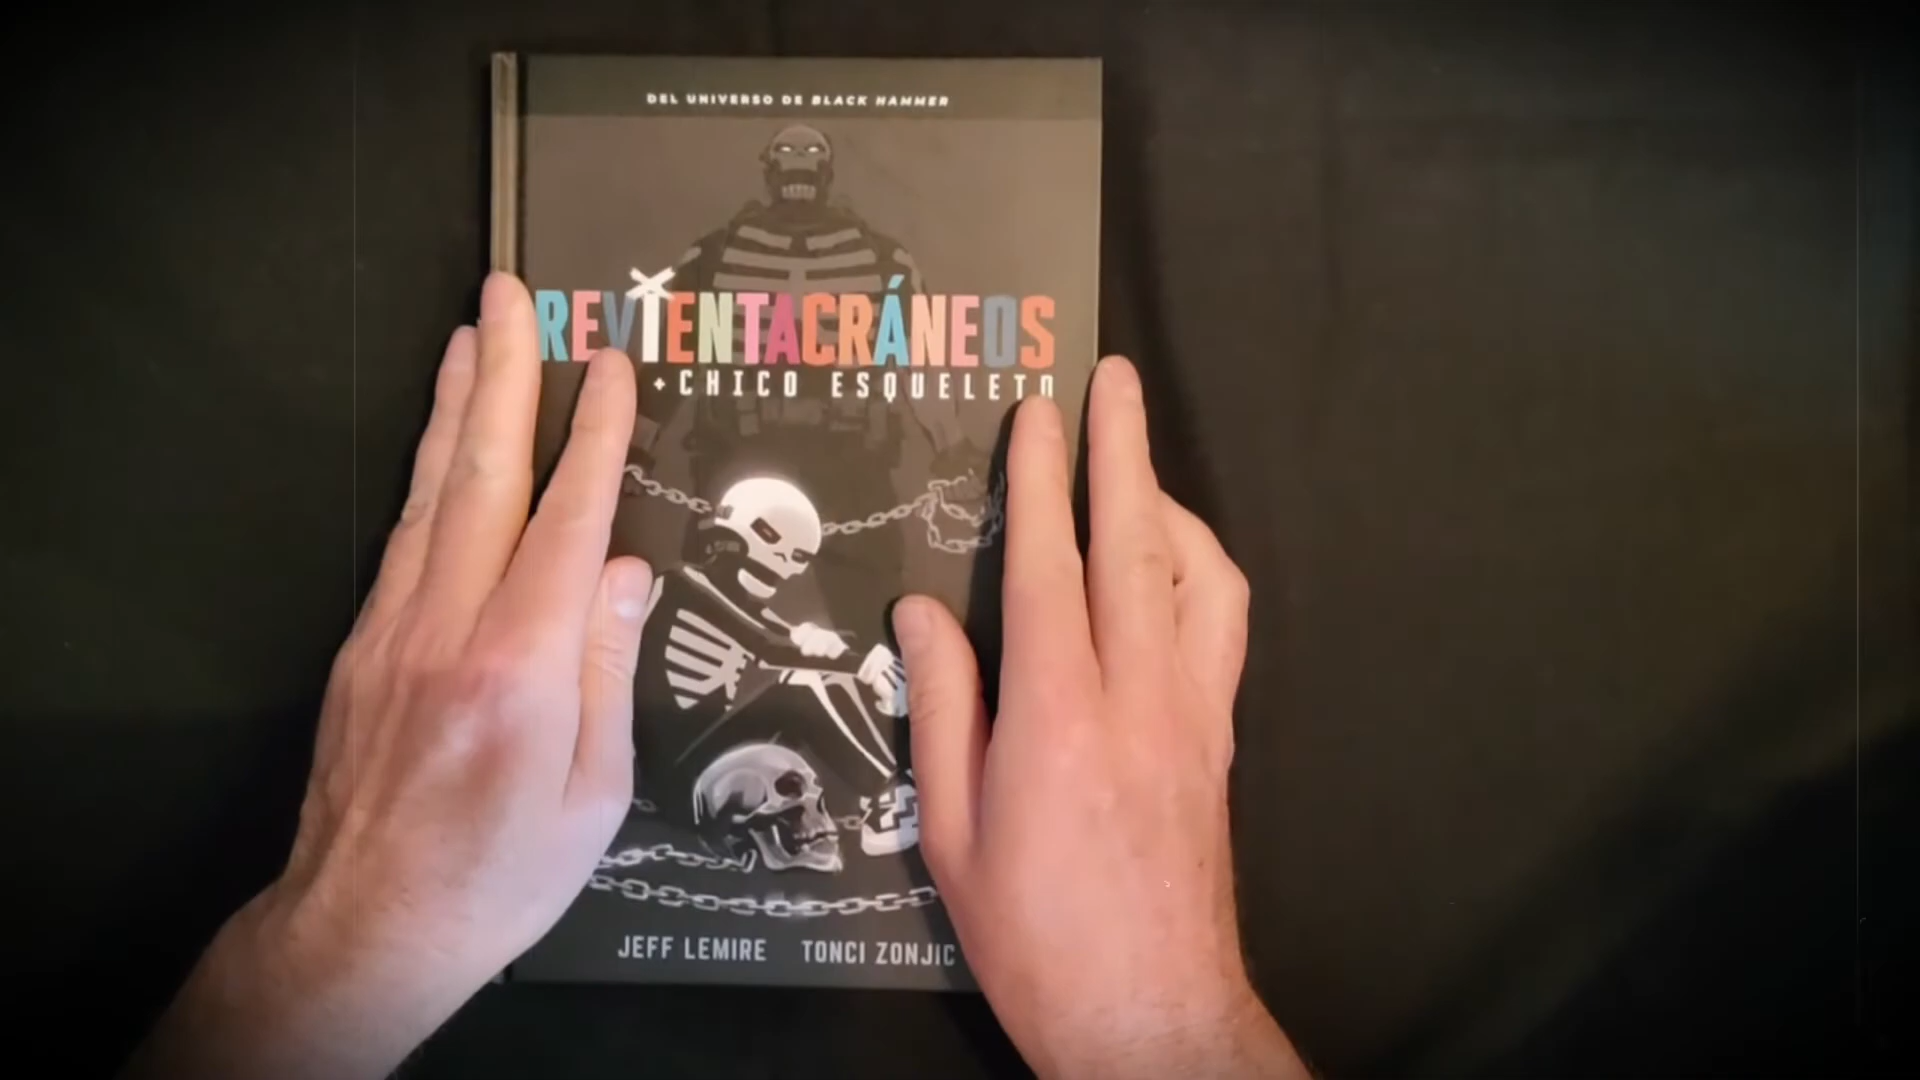 DEL UNIVERSO DE BLACK HAMMER
REVIENTACRÁNEOS
+ CHICO ESQUELETO
JEFF LEMIRE TONCI ZONJIC